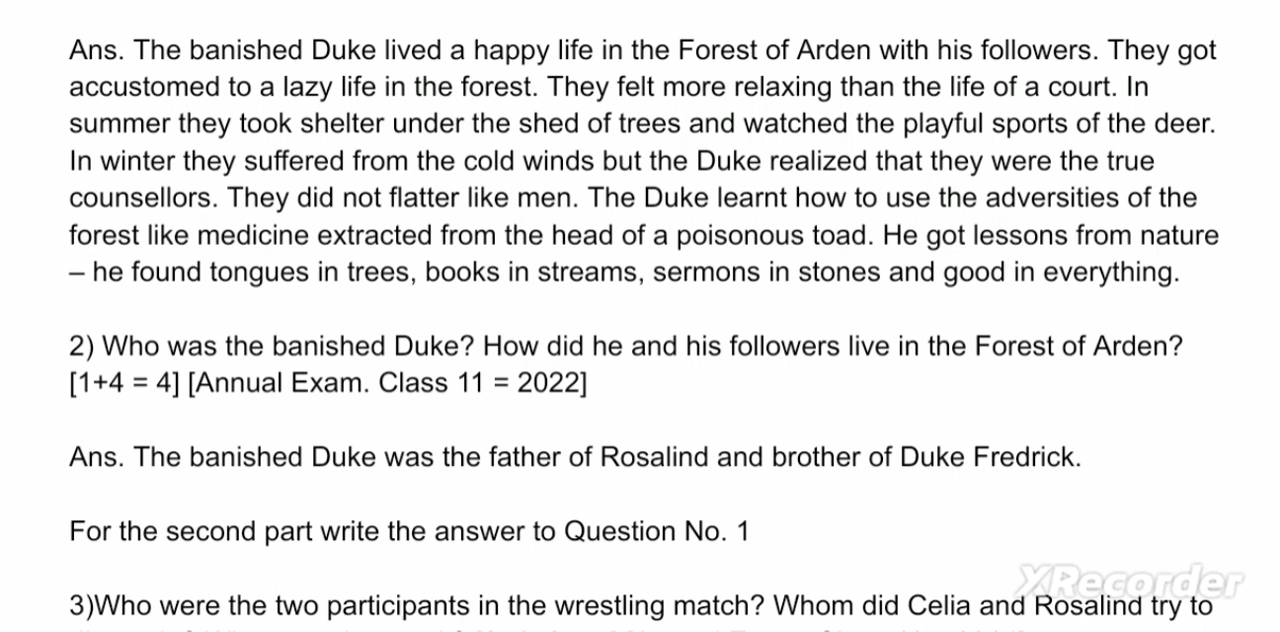 Ans. The banished Duke lived a happy life in the Forest of Arden with his followers. They got
accustomed to a lazy life in the forest. They felt more relaxing than the life of a court. In
summer they took shelter under the shed of trees and watched the playful sports of the deer.
In winter they suffered from the cold winds but the Duke realized that they were the true
counsellors. They did not flatter like men. The Duke learnt how to use the adversities of the
forest like medicine extracted from the head of a poisonous toad. He got lessons from nature
– he found tongues in trees, books in streams, sermons in stones and good in everything.
2) Who was the banished Duke? How did he and his followers live in the Forest of Arden?
[1+4 = 4] [Annual Exam. Class 11 = 2022]
Ans. The banished Duke was the father of Rosalind and brother of Duke Fredrick.
For the second part write the answer to Question No. 1
XRecorder
3)Who were the two participants in the wrestling match? Whom did Celia and Rosalind try to